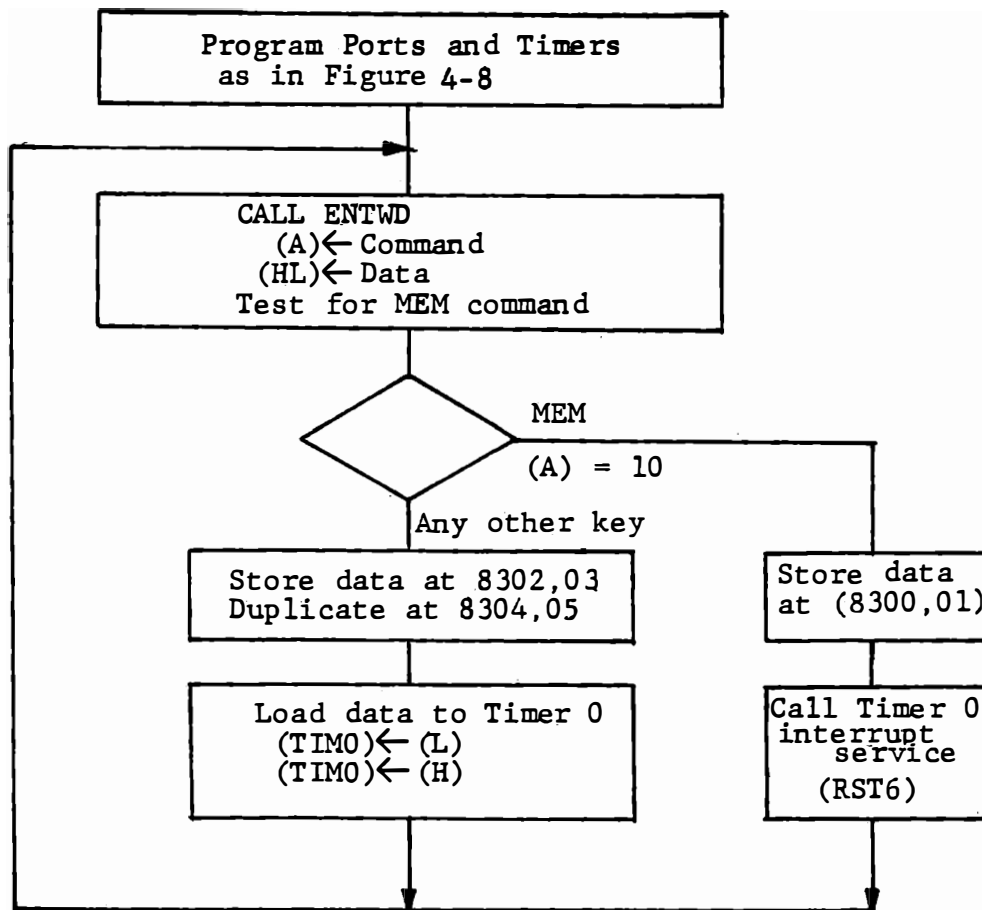 Program Ports and Timers
as in Figure 4-8
CALL ENTWD
(A)← Command
(HL)← Data
Test for MEM command
MEM
(A) = 10
Any other key
Store data at 8302,03
Duplicate at 8304,05
Store data
at (8300,01)
Load data to Timer 0
(TIM0)← (L)
(TIM0)← (H)
Call Timer 0
interrupt
service
(RST6)